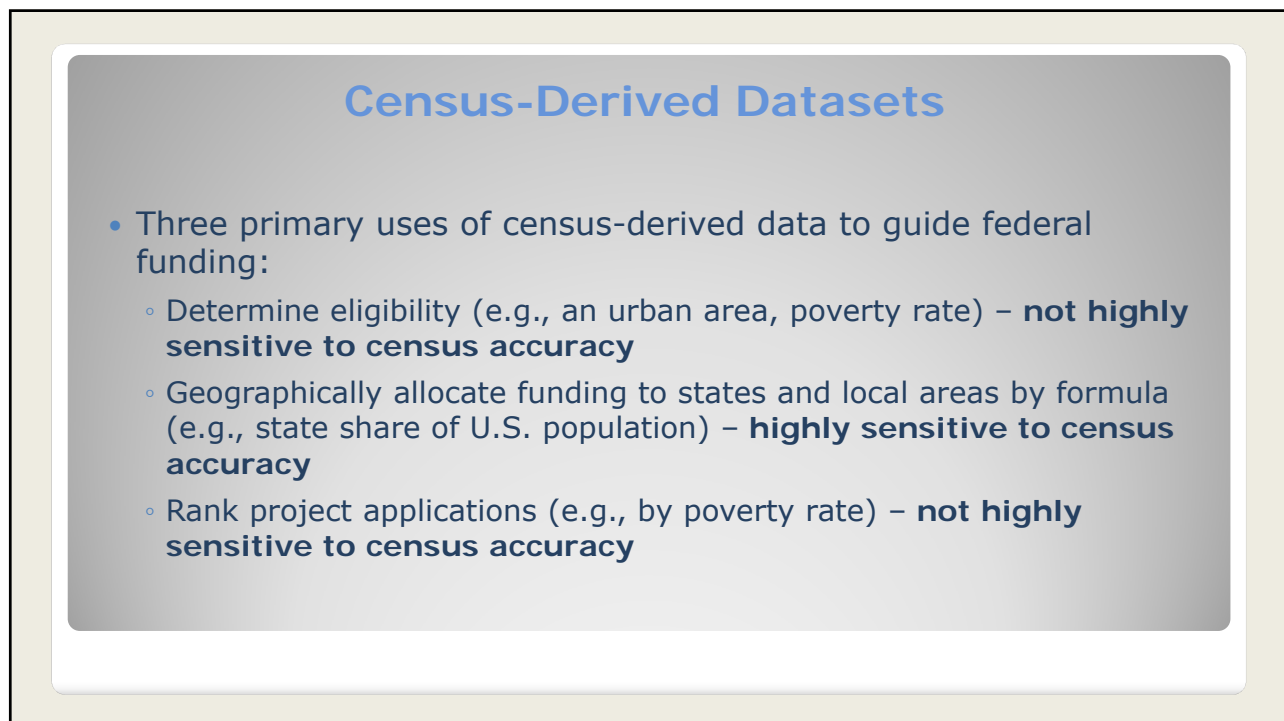 Census-Derived Datasets
• Three primary uses of census-derived data to guide federal
funding:
◦ Determine eligibility (e.g., an urban area, poverty rate) – not highly
sensitive to census accuracy
◦ Geographically allocate funding to states and local areas by formula
(e.g., state share of U.S. population) – highly sensitive to census
accuracy
◦ Rank project applications (e.g., by poverty rate) – not highly
sensitive to census accuracy